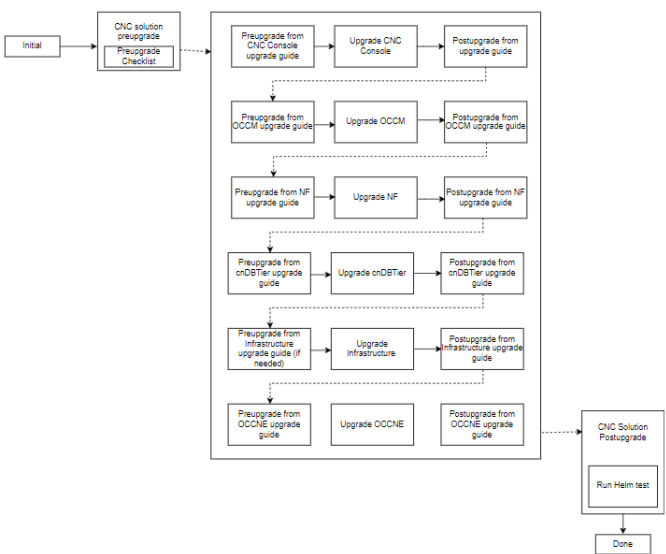 Initial
CNC solution
preupgrade
Preupgrade
Checklist
Preupgrade from
CNC Console
upgrade guide
Upgrade CNC
Console
Postupgrade from
upgrade guide
Preupgrade from
OCCM upgrade guide
Upgrade OCCM
Postupgrade from
OCCM upgrade guide
Preupgrade from NF
upgrade guide
Upgrade NF
Postupgrade from NF
upgrade guide
Preupgrade from
cnDBTier upgrade
guide
Upgrade cnDBTier
Postupgrade from
cnDBTier upgrade
guide
Preupgrade from
Infrastructure
upgrade guide (if
needed)
Upgrade
Infrastructure
Postupgrade from
Infrastructure upgrade
guide
Preupgrade from
OCCNE upgrade
guide
Upgrade OCCNE
Postupgrade from
OCCNE upgrade
guide
CNC Solution
Postupgrade
Run Helm test
Done